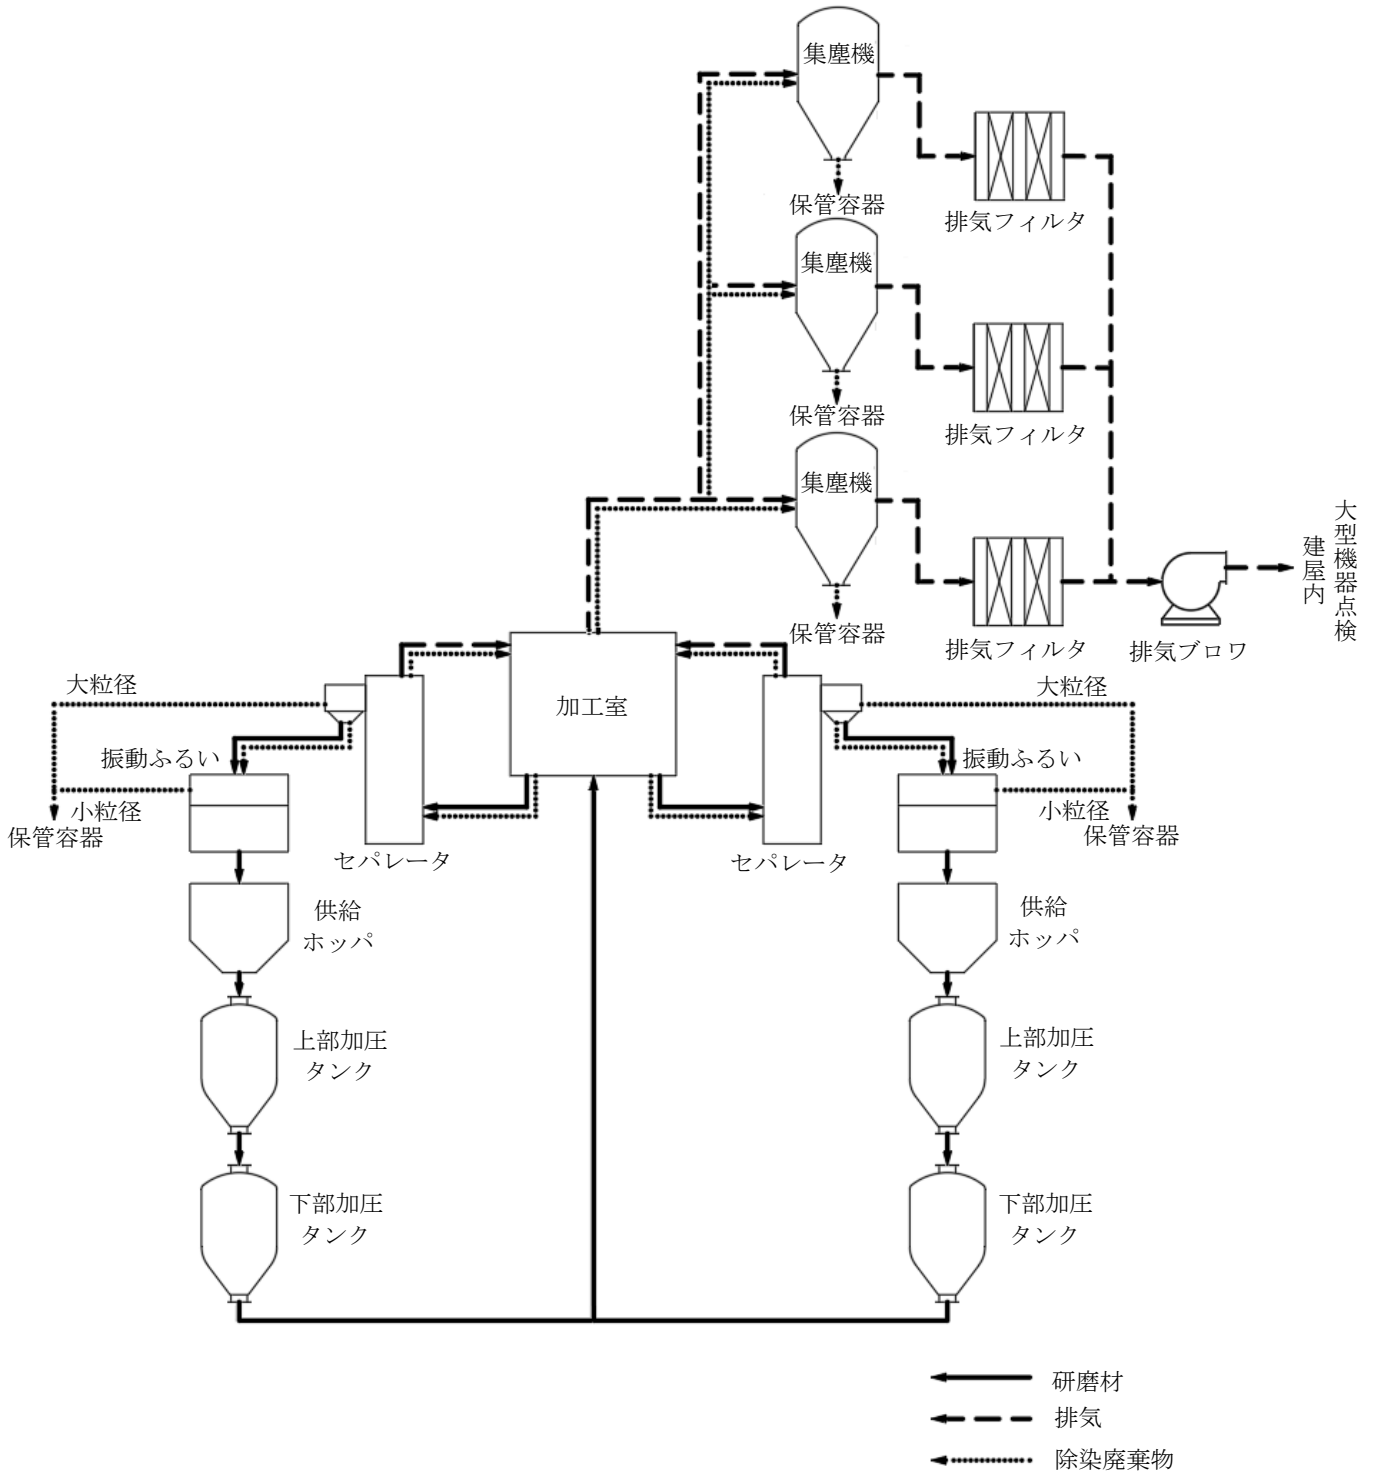 集塵機
保管容器
排気フィルタ
集塵機
保管容器
排気フィルタ
集塵機
保管容器
排気フィルタ
排気ブロワ
大型機器点検
建屋内
加工室
大粒径
振動ふるい
小粒径
保管容器
セパレータ
供給
ホッパ
上部加圧
タンク
下部加圧
タンク
大粒径
振動ふるい
小粒径
保管容器
セパレータ
供給
ホッパ
上部加圧
タンク
下部加圧
タンク
研磨材
排気
除染廃棄物